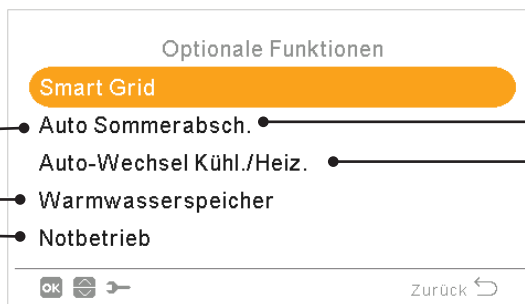 Optionale Funktionen
Smart Grid
Auto Sommerabsch.
Auto-Wechsel Kühl./Heiz.
Warmwasserspeicher
Notbetrieb
OK
Zurück